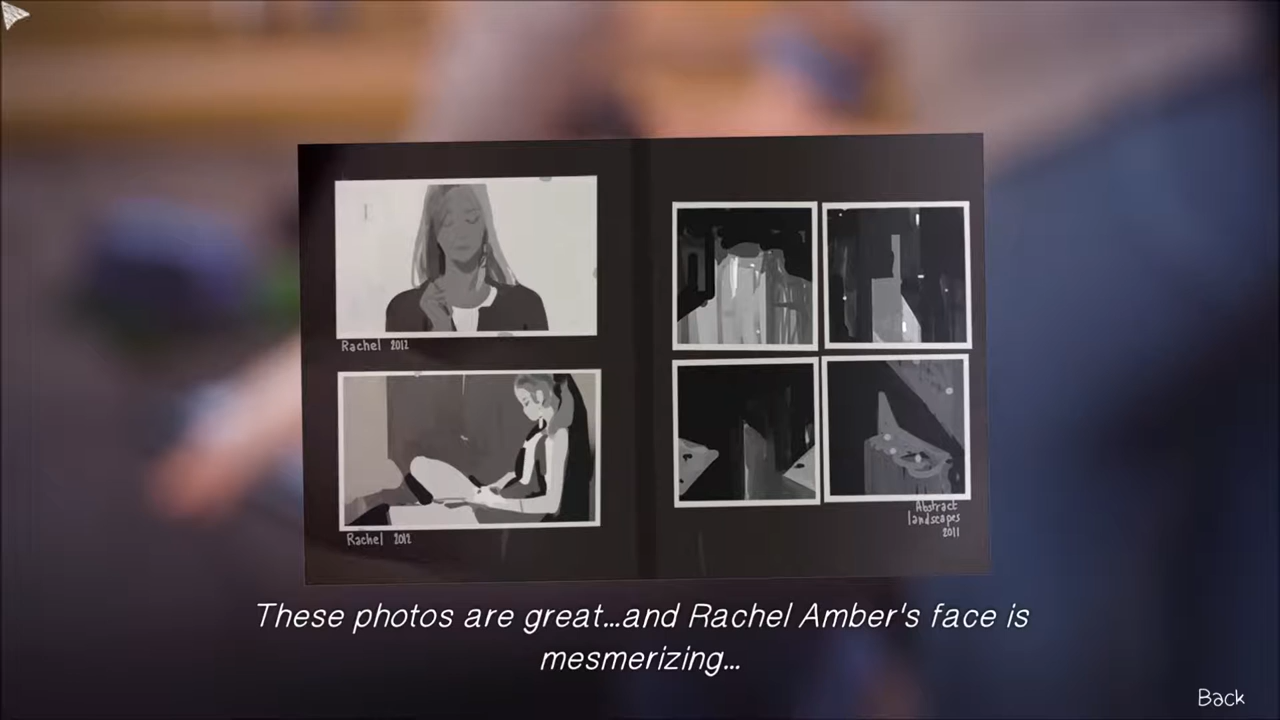 Rachel 2012
Rachel 2012
Abstract
landscapes
2011
These photos are great...and Rachel Amber's face is
mesmerizing...
Back